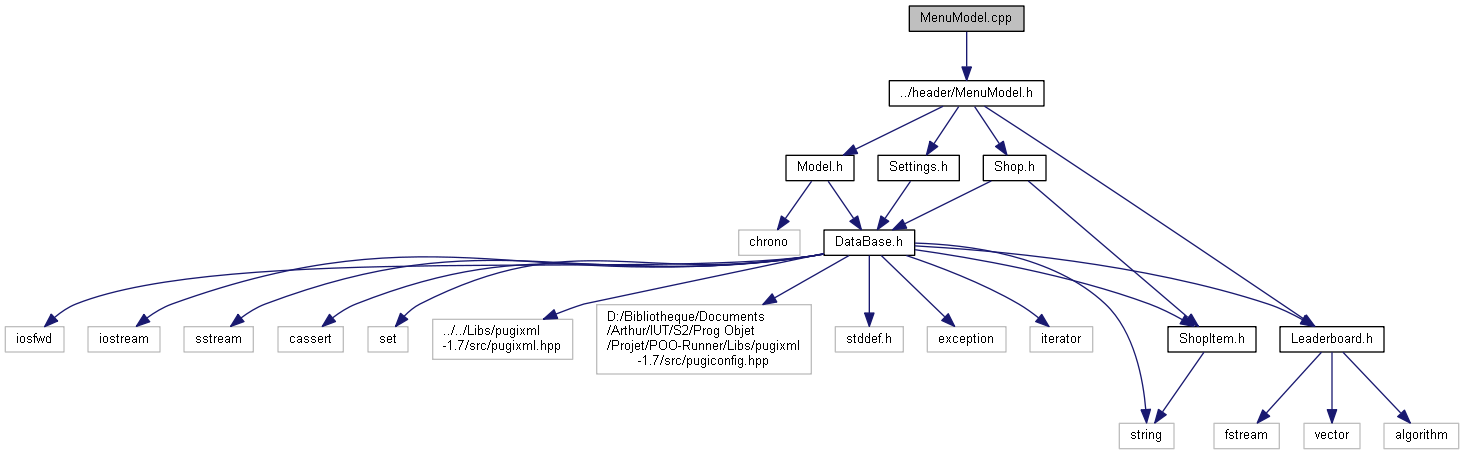 MenuModel.cpp
../header/MenuModel.h
Model.h
Settings.h
Shop.h
chrono
DataBase.h
iosfwd
iostream
sstream
cassert
set
../../Libs/pugixml
-1.7/src/pugixml.hpp
D:/Bibliotheque/Documents
/Arthur/IUT/S2/Prog Objet
/Projet/POO-Runner/Libs/pugixml
-1.7/src/pugiconfig.hpp
stddef.h
exception
iterator
ShopItem.h
Leaderboard.h
string
fstream
vector
algorithm